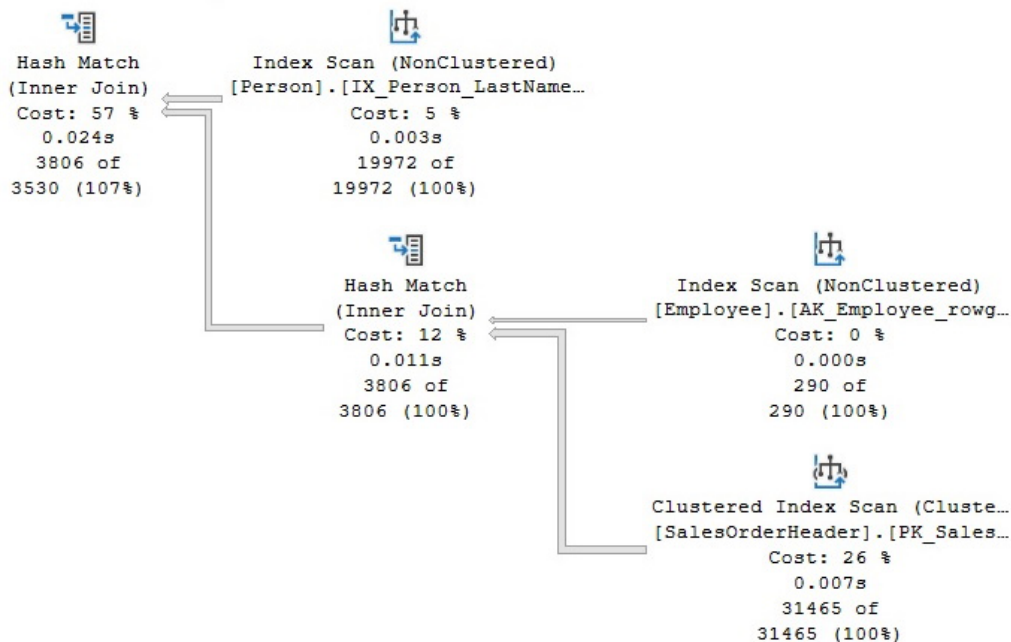 Hash Match
(Inner Join)
Cost: 57 %
0.024s
3806 of
3530 (107%)
Index Scan (NonClustered)
[Person].[IX_Person_LastName…
Cost: 5 %
0.003s
19972 of
19972 (100%)
Hash Match
(Inner Join)
Cost: 12 %
0.011s
3806 of
3806 (100%)
Index Scan (NonClustered)
[Employee].[AK_Employee_rowg…
Cost: 0 %
0.000s
290 of
290 (100%)
Clustered Index Scan (Cluste…
[SalesOrderHeader].[PK_Sales…
Cost: 26 %
0.007s
31465 of
31465 (100%)